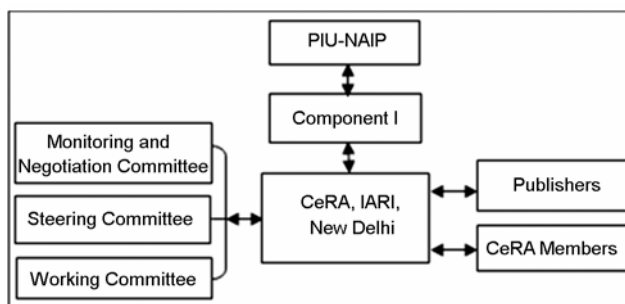 PIU-NAIP
Component I
Monitoring and
Negotiation Committee
Steering Committee
Working Committee
CeRA, IARI,
New Delhi
Publishers
CeRA Members